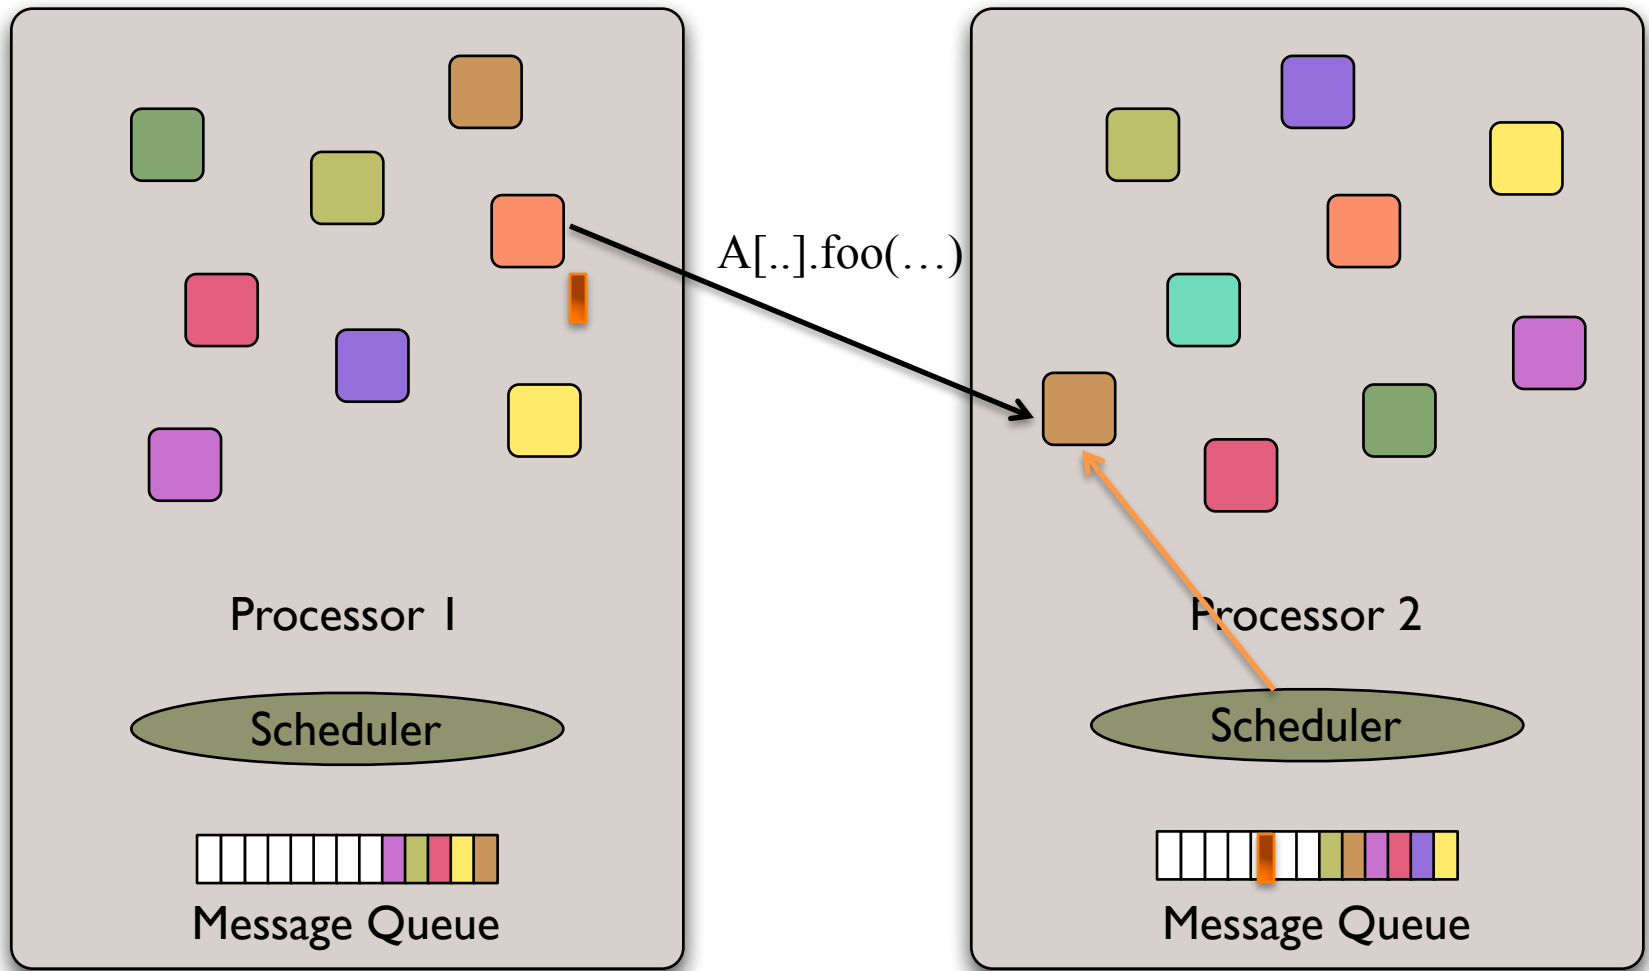 A[..].foo(…)
Processor 1
Processor 2
Scheduler
Scheduler
Message Queue
Message Queue